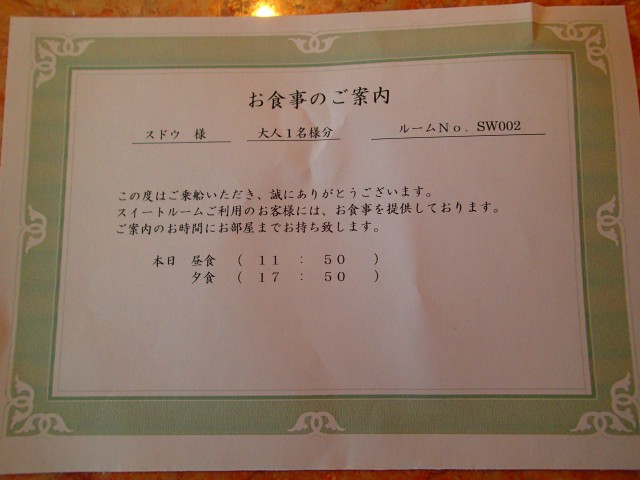 お食事のご案内
スドウ 様 大人１名様分 ルームＮｏ．SW002
この度はご乗船いただき、誠にありがとうございます。
スイートルームご利用のお客様には、お食事を提供しております。
ご案内のお時間にお部屋までお持ち致します。
本日 昼食 （ １１ ： ５０ ）
夕食 （ １７ ： ５０ ）